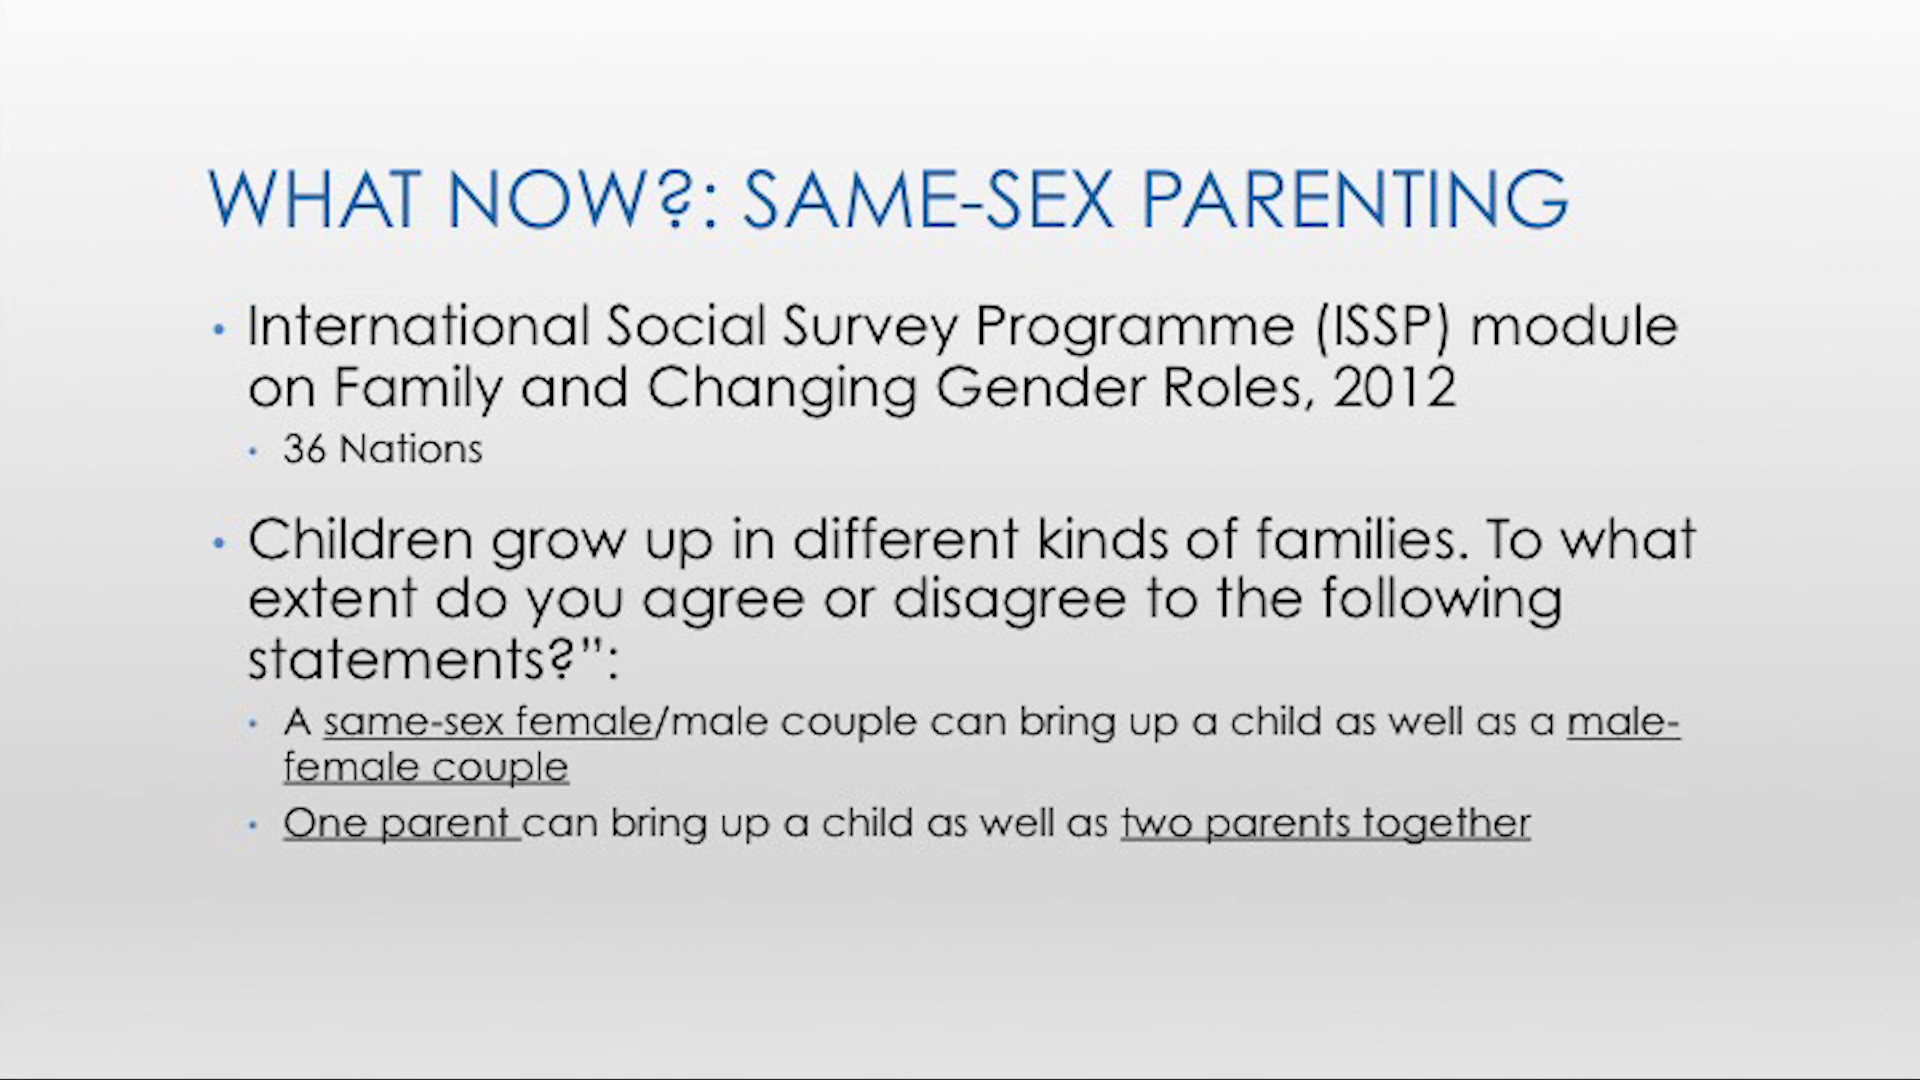 WHAT NOW?: SAME-SEX PARENTING
• International Social Survey Programme (ISSP) module
on Family and Changing Gender Roles, 2012
• 36 Nations
• Children grow up in different kinds of families. To what
extent do you agree or disagree to the following
statements?”:
• A same-sex female/male couple can bring up a child as well as a male-
female couple
• One parent can bring up a child as well as two parents together